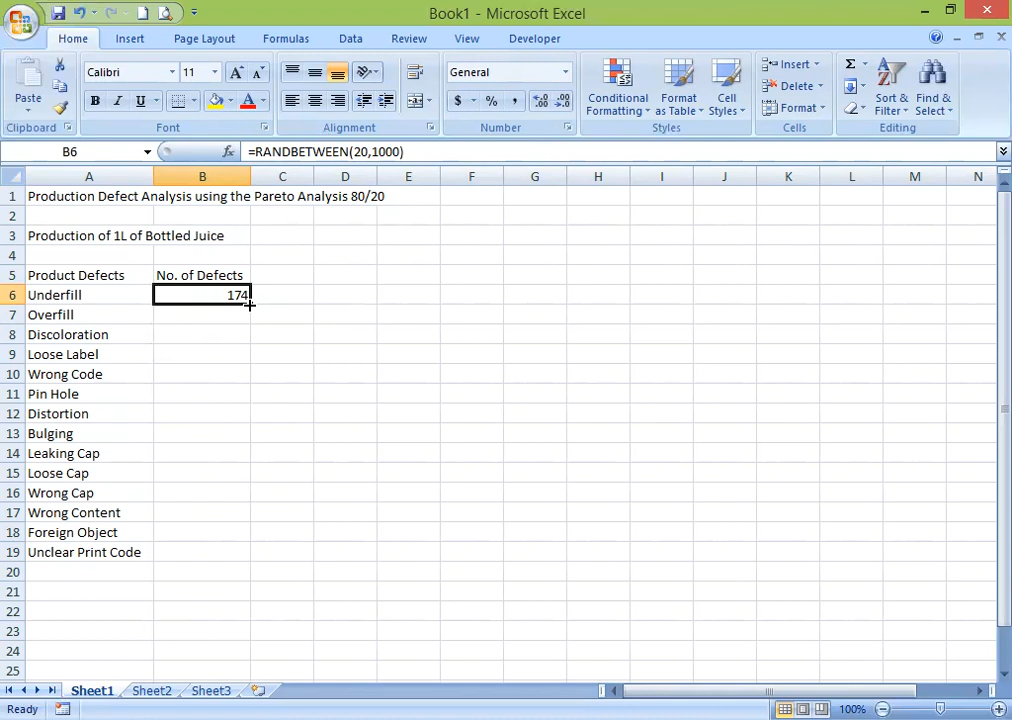 Book1 - Microsoft Excel
Home Insert Page Layout Formulas Data Review View Developer
Paste
Clipboard
Calibri 11
B I U
Font
Alignment
General
$ % ,
Number
Conditional Formatting
Format as Table
Cell Styles
Styles
Insert
Delete
Format
Cells
Σ
Sort & Filter
Find & Select
Editing
B6 fx =RANDBETWEEN(20,1000)
A B C D E F G H I J K L M N
1 Production Defect Analysis using the Pareto Analysis 80/20
2
3 Production of 1L of Bottled Juice
4
5 Product Defects No. of Defects
6 Underfill 174
7 Overfill
8 Discoloration
9 Loose Label
10 Wrong Code
11 Pin Hole
12 Distortion
13 Bulging
14 Leaking Cap
15 Loose Cap
16 Wrong Cap
17 Wrong Content
18 Foreign Object
19 Unclear Print Code
20
21
22
23
24
25
Sheet1 Sheet2 Sheet3
Ready 100%